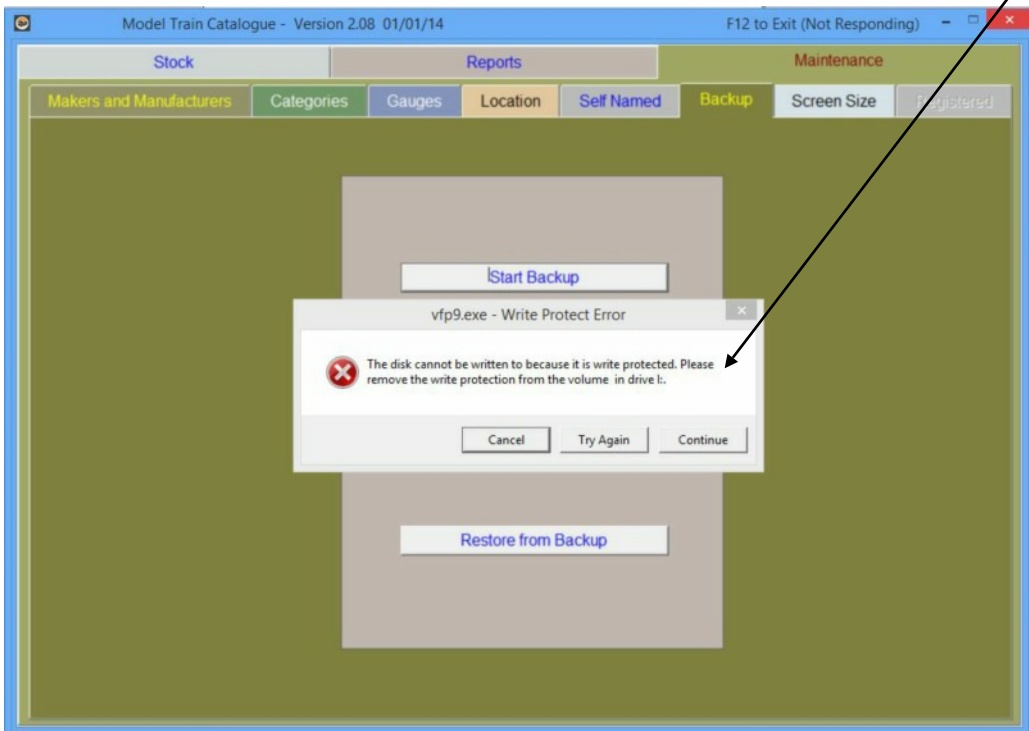 Model Train Catalogue - Version 2.08 01/01/14 F12 to Exit (Not Responding)
Stock Reports Maintenance
Makers and Manufacturers Categories Gauges Location Self Named Backup Screen Size Registered
Start Backup
vfp9.exe - Write Protect Error
The disk cannot be written to because it is write protected. Please
remove the write protection from the volume in drive I:.
Cancel Try Again Continue
Restore from Backup